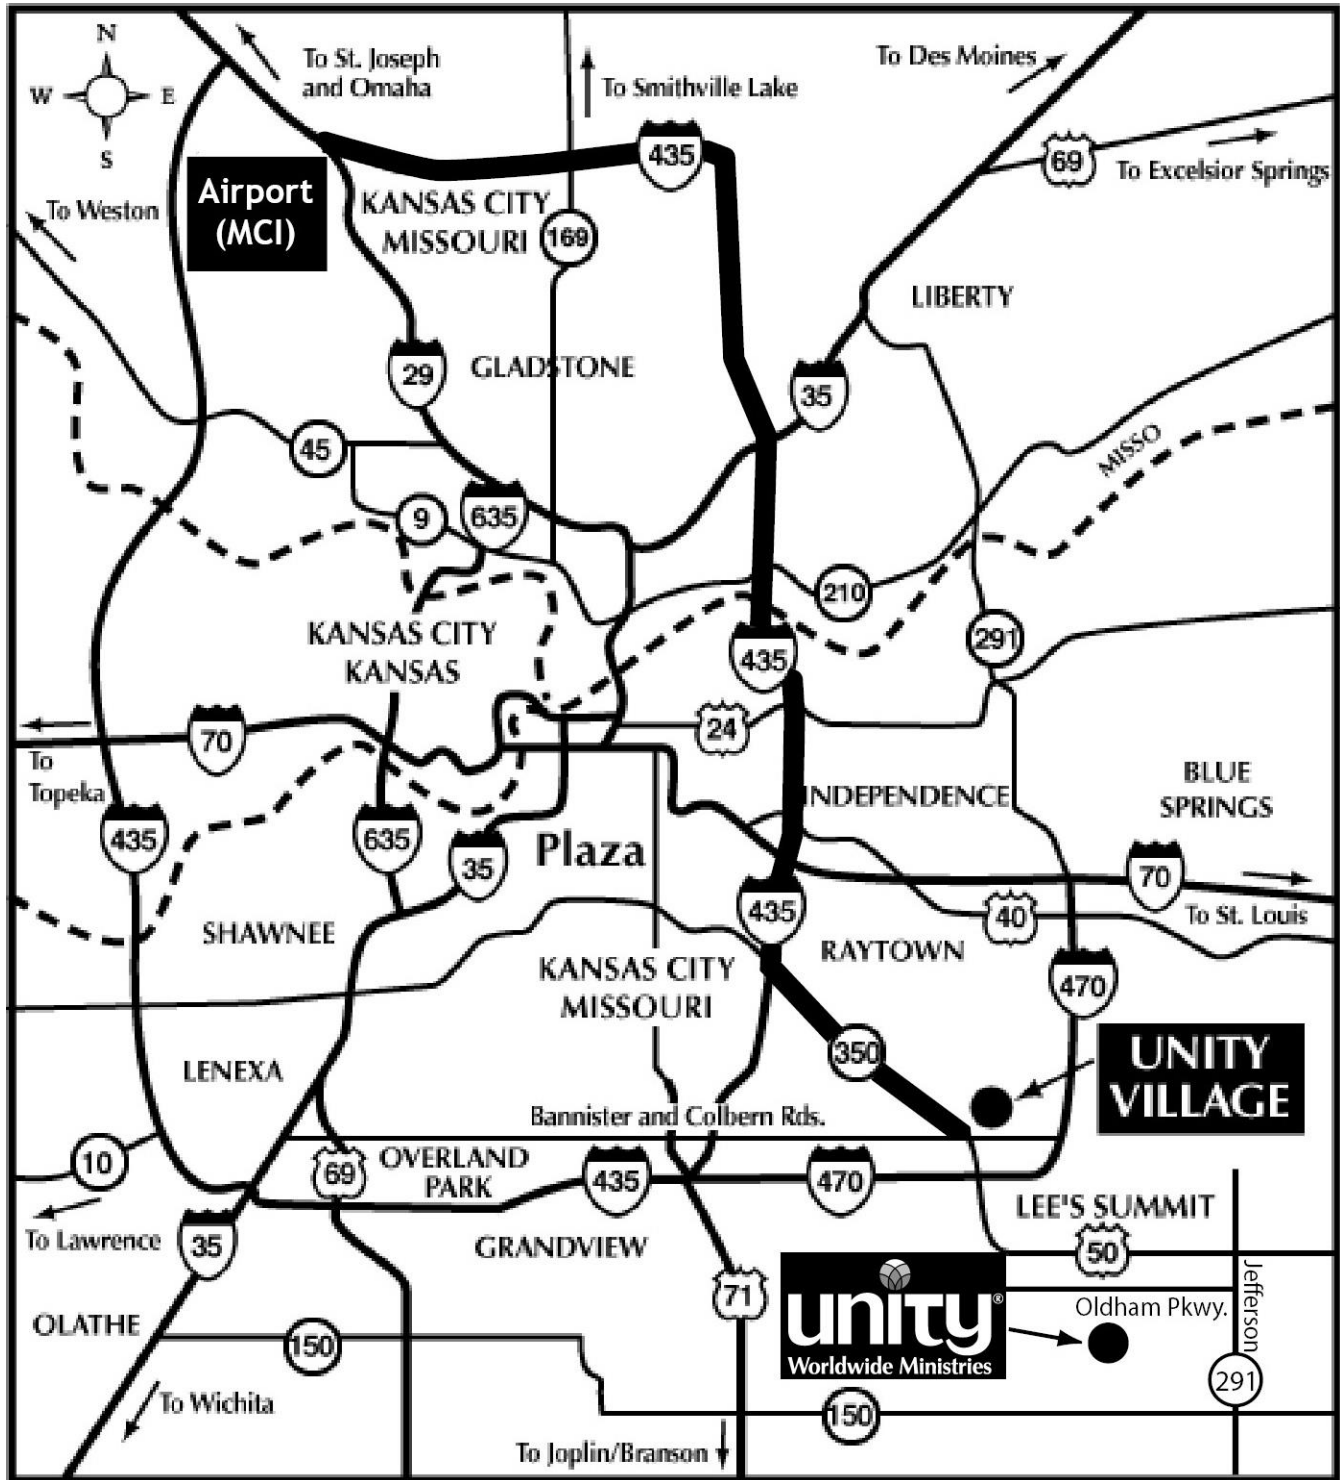 N
W
E
S
To St. Joseph
and Omaha
To Smithville Lake
To Des Moines
435
69
To Excelsior Springs
Airport
(MCI)
To Weston
KANSAS CITY
MISSOURI
169
LIBERTY
29
GLADSTONE
35
45
MISSO
9
635
210
KANSAS CITY
KANSAS
291
435
70
24
To
Topeka
BLUE
SPRINGS
INDEPENDENCE
435
635
35
Plaza
70
435
40
To St. Louis
SHAWNEE
RAYTOWN
KANSAS CITY
MISSOURI
470
350
UNITY
VILLAGE
LENEXA
Bannister and Colbern Rds.
10
69
OVERLAND
PARK
435
470
To Lawrence
35
LEE'S SUMMIT
GRANDVIEW
50
71
unity®
Worldwide Ministries
Oldham Pkwy.
Jefferson
OLATHE
150
291
To Wichita
150
To Joplin/Branson